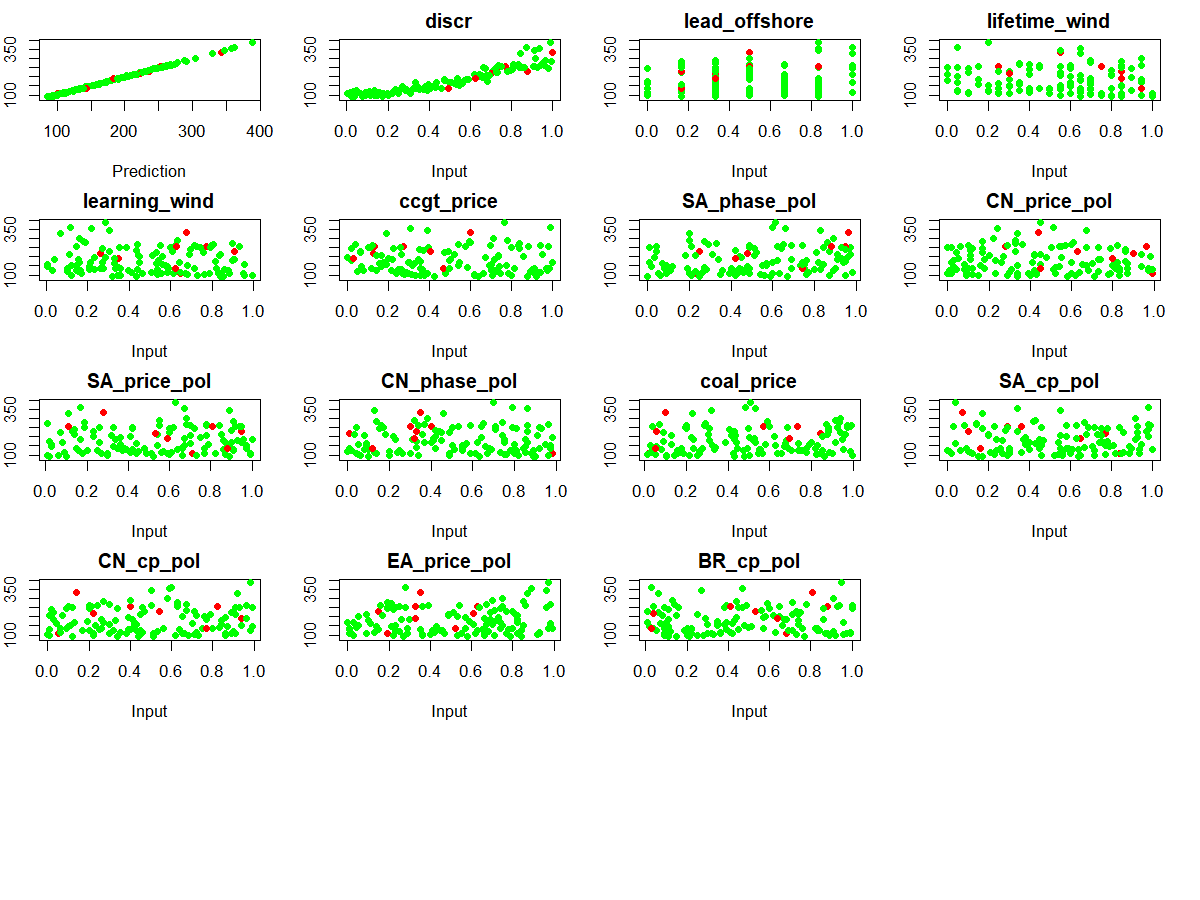 discr lead_offshore lifetime_wind
100 350 100 350 100 350 100 350
100 200 300 400 0.0 0.2 0.4 0.6 0.8 1.0 0.0 0.2 0.4 0.6 0.8 1.0 0.0 0.2 0.4 0.6 0.8 1.0
Prediction Input Input Input
learning_wind ccgt_price SA_phase_pol CN_price_pol
100 350 100 350 100 350 100 350
0.0 0.2 0.4 0.6 0.8 1.0 0.0 0.2 0.4 0.6 0.8 1.0 0.0 0.2 0.4 0.6 0.8 1.0 0.0 0.2 0.4 0.6 0.8 1.0
Input Input Input Input
SA_price_pol CN_phase_pol coal_price SA_cp_pol
100 350 100 350 100 350 100 350
0.0 0.2 0.4 0.6 0.8 1.0 0.0 0.2 0.4 0.6 0.8 1.0 0.0 0.2 0.4 0.6 0.8 1.0 0.0 0.2 0.4 0.6 0.8 1.0
Input Input Input Input
CN_cp_pol EA_price_pol BR_cp_pol
100 350 100 350 100 350
0.0 0.2 0.4 0.6 0.8 1.0 0.0 0.2 0.4 0.6 0.8 1.0 0.0 0.2 0.4 0.6 0.8 1.0
Input Input Input